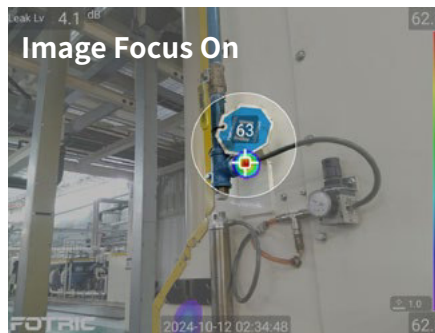 Leak Lv 4.1 dB
62.
Image Focus On
63
1.0
FOTRIC
2024-10-12 02:34:48
62.